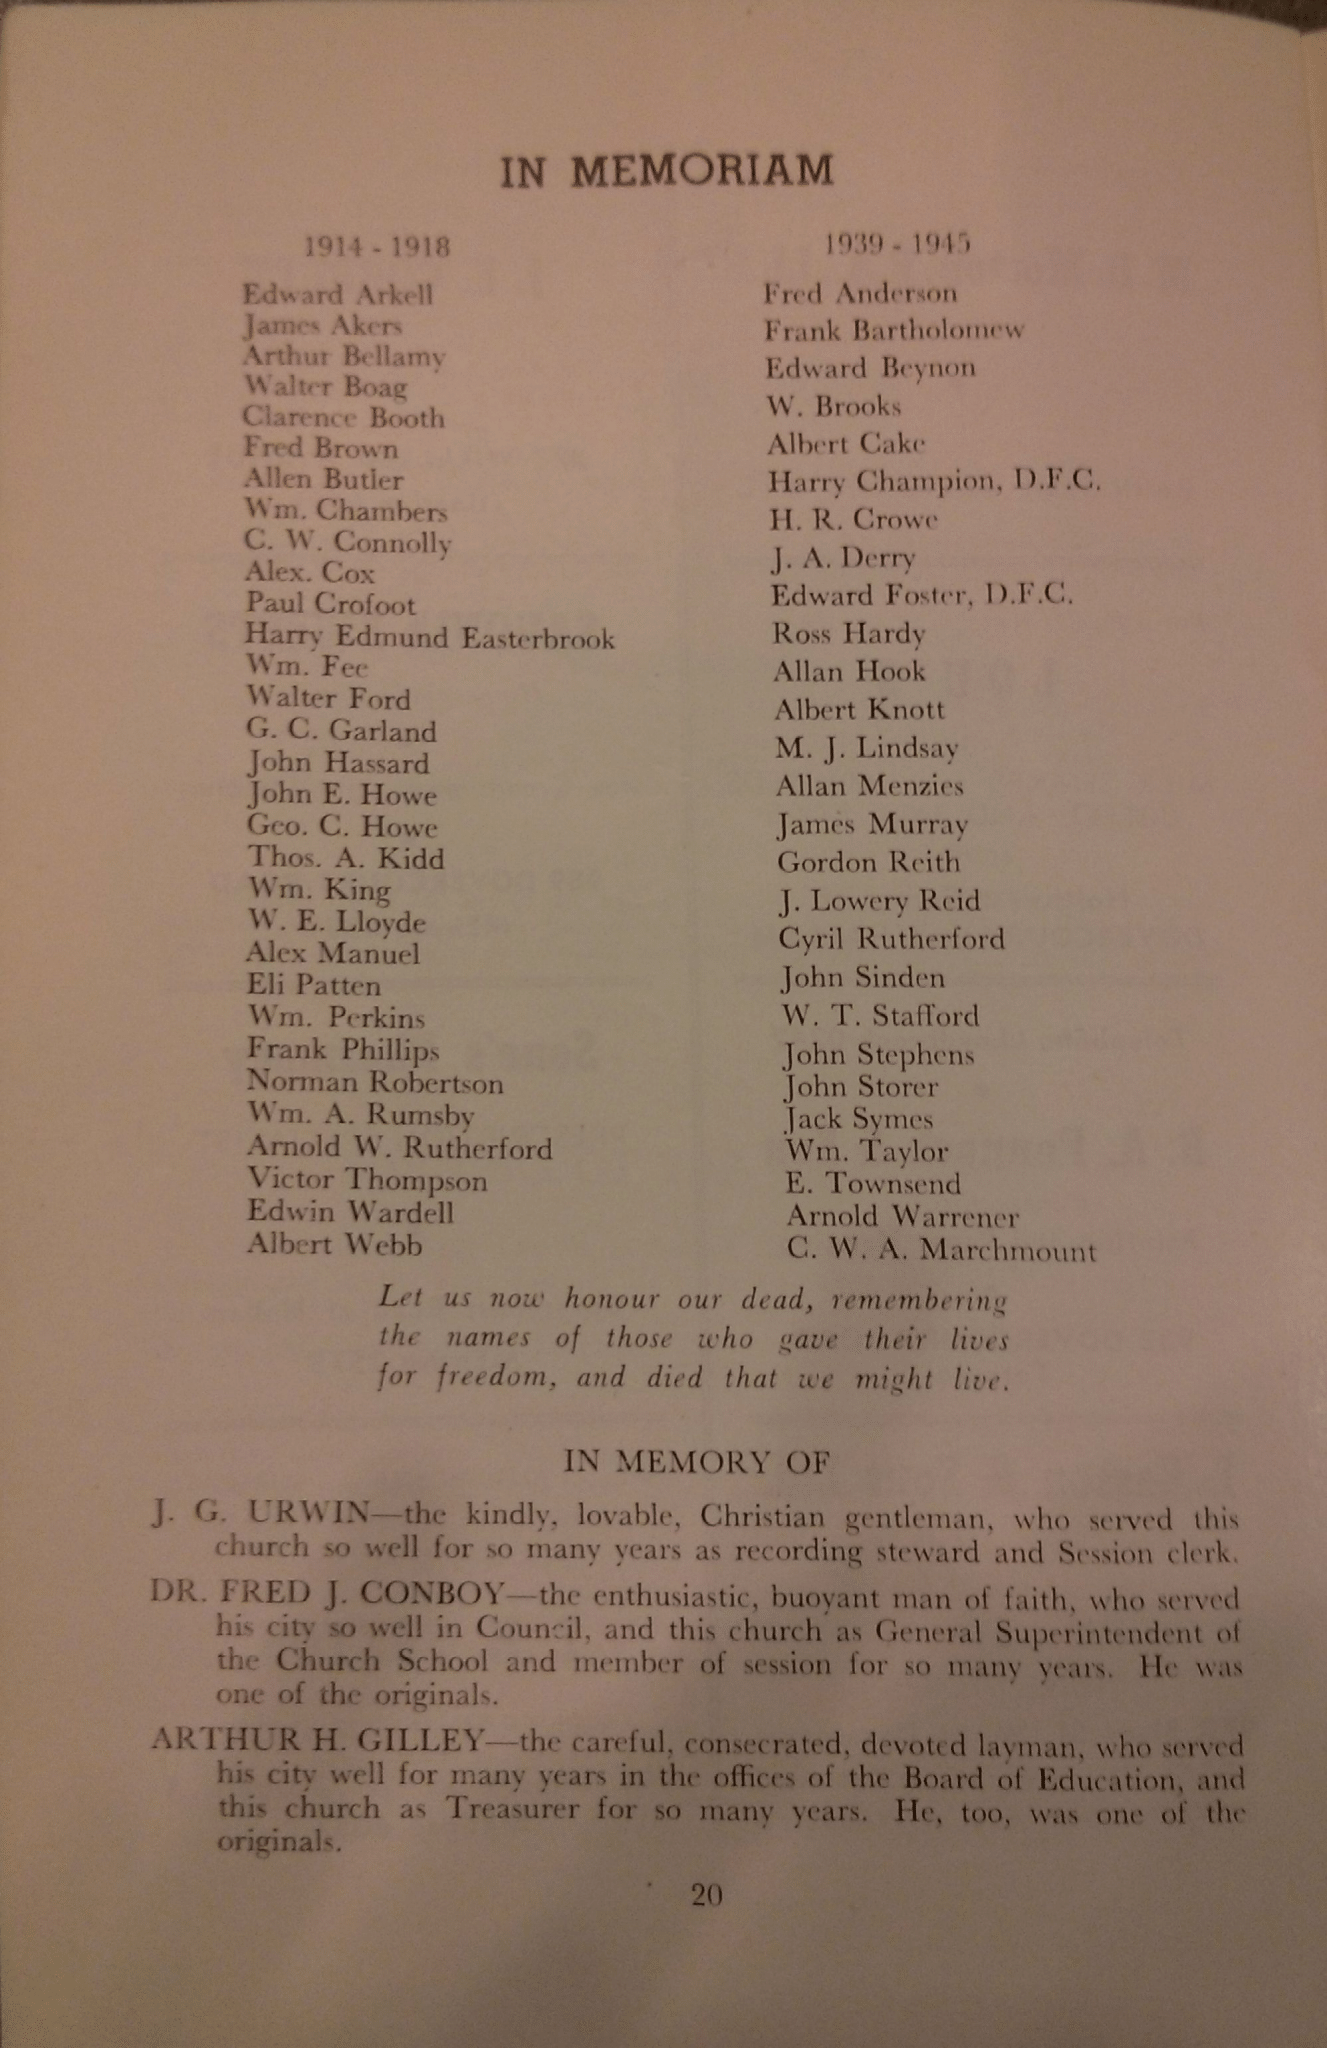 IN MEMORIAM
1914 - 1918
Edward Arkell
James Akers
Arthur Bellamy
Walter Boag
Clarence Booth
Fred Brown
Allen Butler
Wm. Chambers
C. W. Connolly
Alex. Cox
Paul Crofoot
Harry Edmund Easterbrook
Wm. Fee
Walter Ford
G. C. Garland
John Hassard
John E. Howe
Geo. C. Howe
Thos. A. Kidd
Wm. King
W. E. Lloyde
Alex Manuel
Eli Patten
Wm. Perkins
Frank Phillips
Norman Robertson
Wm. A. Rumsby
Arnold W. Rutherford
Victor Thompson
Edwin Wardell
Albert Webb
1939 - 1945
Fred Anderson
Frank Bartholomew
Edward Beynon
W. Brooks
Albert Cake
Harry Champion, D.F.C.
H. R. Crowe
J. A. Derry
Edward Foster, D.F.C.
Ross Hardy
Allan Hook
Albert Knott
M. J. Lindsay
Allan Menzies
James Murray
Gordon Reith
J. Lowery Reid
Cyril Rutherford
John Sinden
W. T. Stafford
John Stephens
John Storer
Jack Symes
Wm. Taylor
E. Townsend
Arnold Warrener
C. W. A. Marchmount
Let us now honour our dead, remembering
the names of those who gave their lives
for freedom, and died that we might live.
IN MEMORY OF
J. G. URWIN—the kindly, lovable, Christian gentleman, who served this
church so well for so many years as recording steward and Session clerk.
DR. FRED J. CONBOY—the enthusiastic, buoyant man of faith, who served
his city so well in Council, and this church as General Superintendent of
the Church School and member of session for so many years. He was
one of the originals.
ARTHUR H. GILLEY—the careful, consecrated, devoted layman, who served
his city well for many years in the offices of the Board of Education, and
this church as Treasurer for so many years. He, too, was one of the
originals.
20